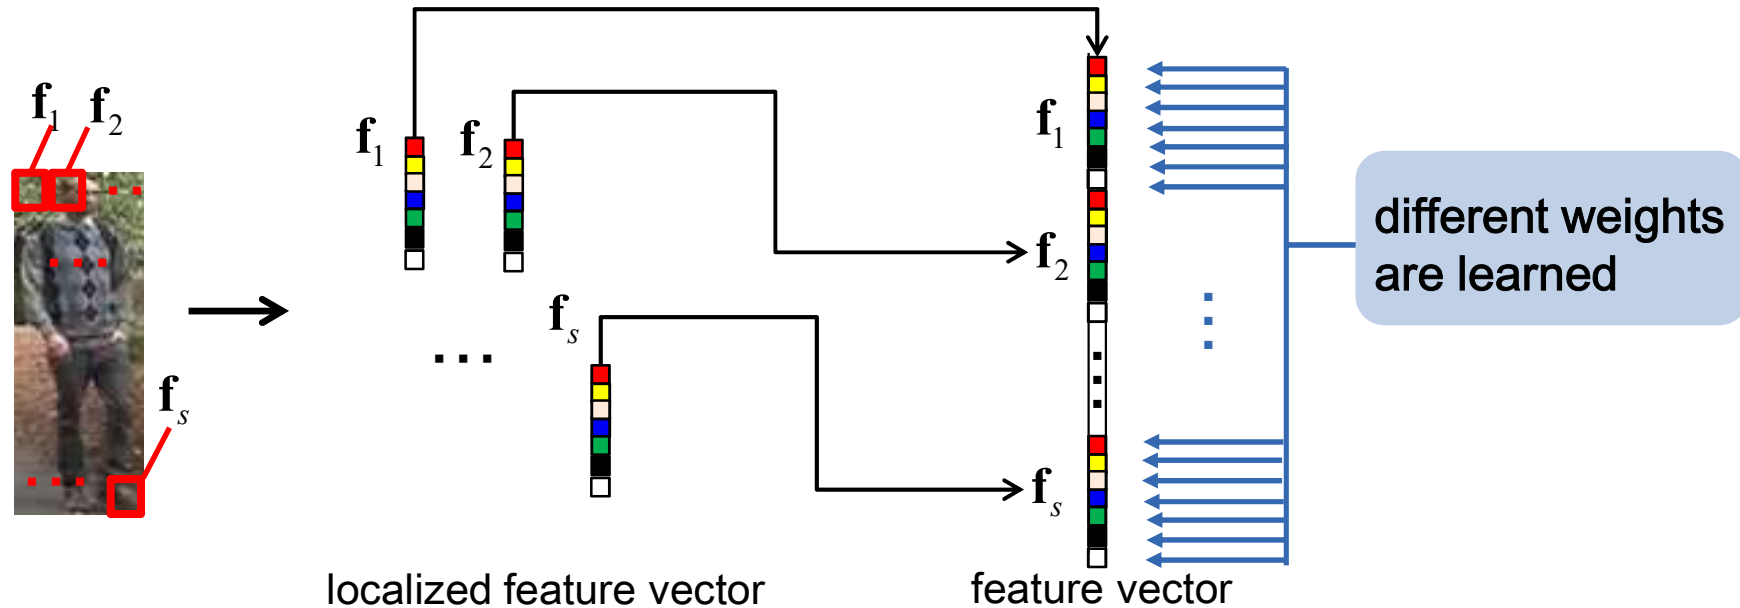 f1 f2
fs
f1 f2
fs
...
localized feature vector
f1
f2
fs
feature vector
different weights
are learned